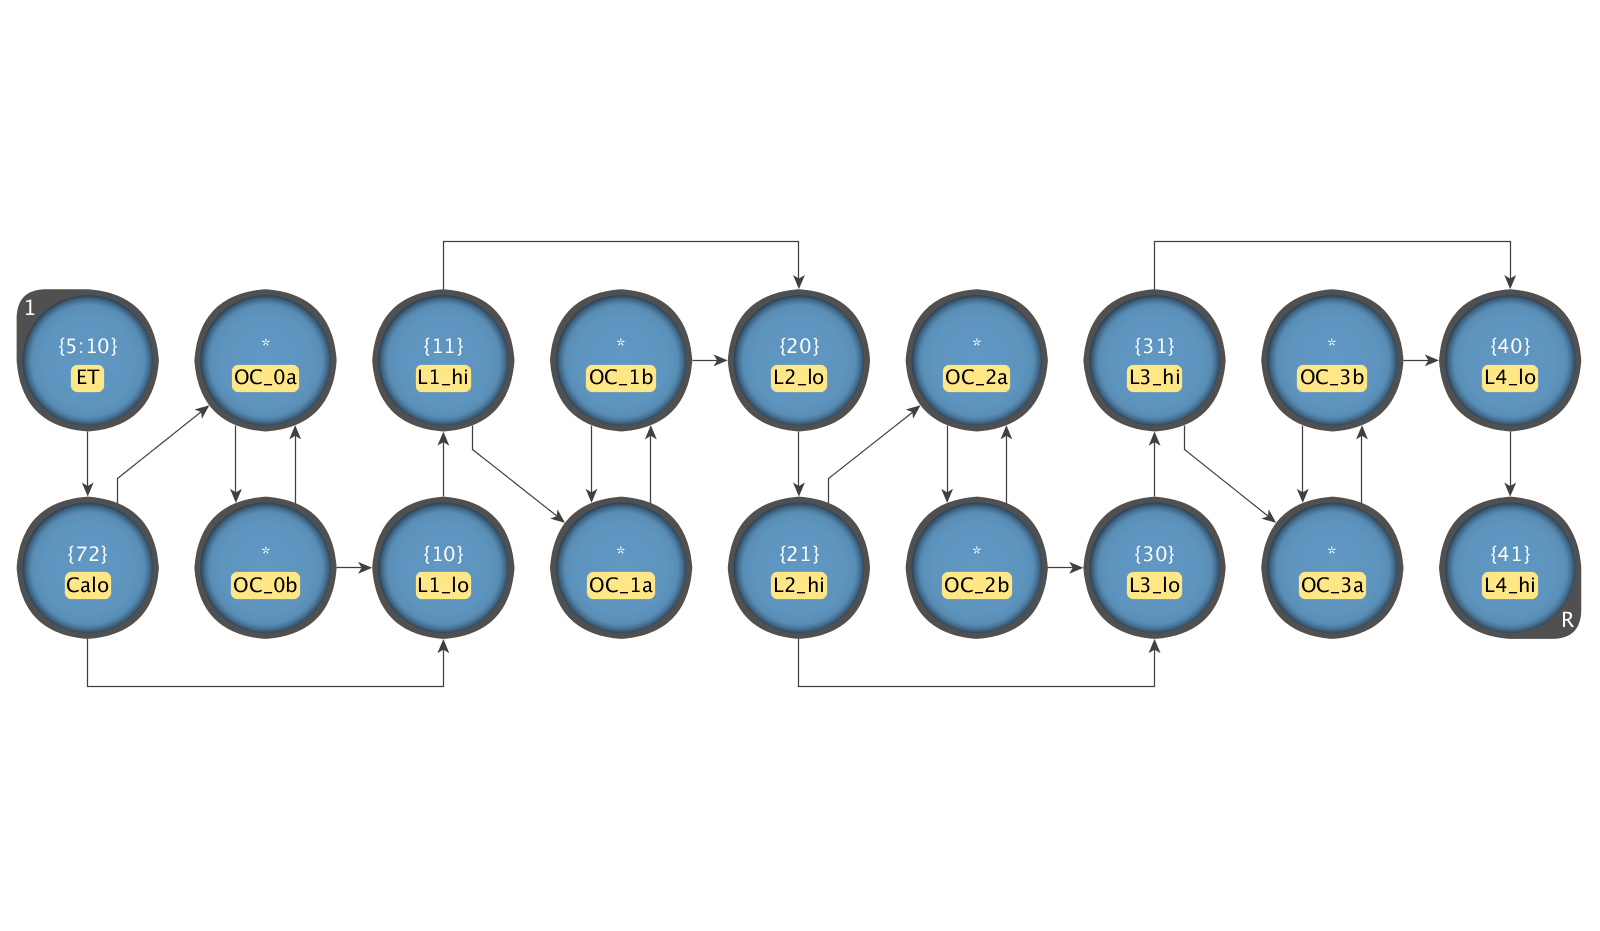 1
{5:10}
ET
*
OC_0a
{11}
L1_hi
*
OC_1b
{20}
L2_lo
*
OC_2a
{31}
L3_hi
*
OC_3b
{40}
L4_lo
{72}
Calo
*
OC_0b
{10}
L1_lo
*
OC_1a
{21}
L2_hi
*
OC_2b
{30}
L3_lo
*
OC_3a
{41}
L4_hi
R